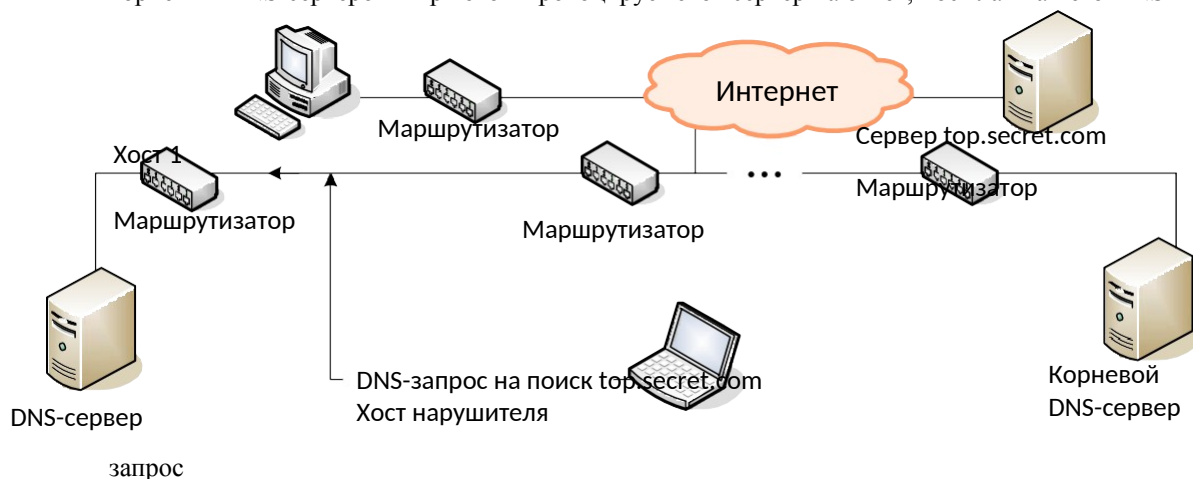 Интернет
Маршрутизатор
Сервер top.secret.com
Хост 1
Маршрутизатор
Маршрутизатор
Маршрутизатор
DNS-запрос на поиск top.secret.com
Хост нарушителя
Корневой
DNS-сервер
DNS-сервер
запрос